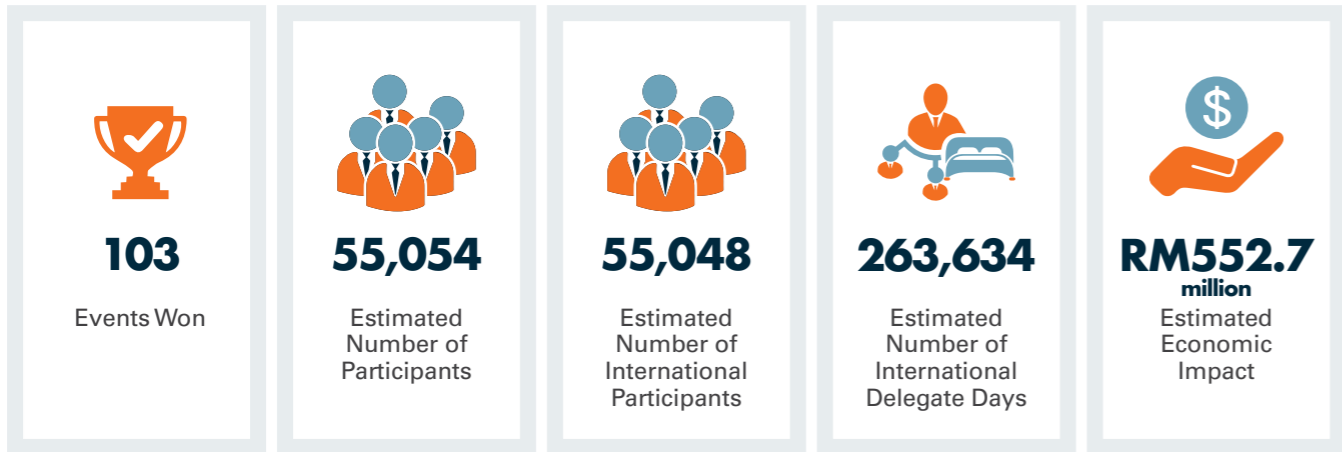 103
Events Won
55,054
Estimated
Number of
Participants
55,048
Estimated
Number of
International
Participants
263,634
Estimated
Number of
International
Delegate Days
$
RM552.7
million
Estimated
Economic
Impact